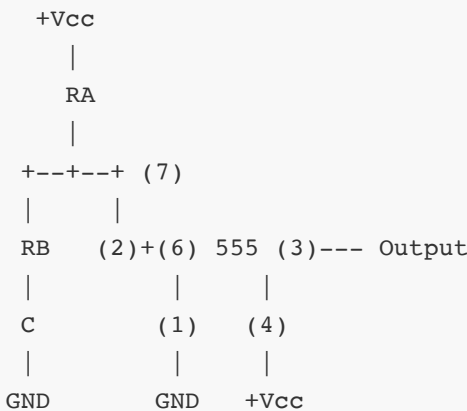 +Vcc
|
RA
|
+--+--+ (7)
| |
RB (2)+(6) 555 (3)--- Output
| | |
C (1) (4)
| | |
GND GND +Vcc